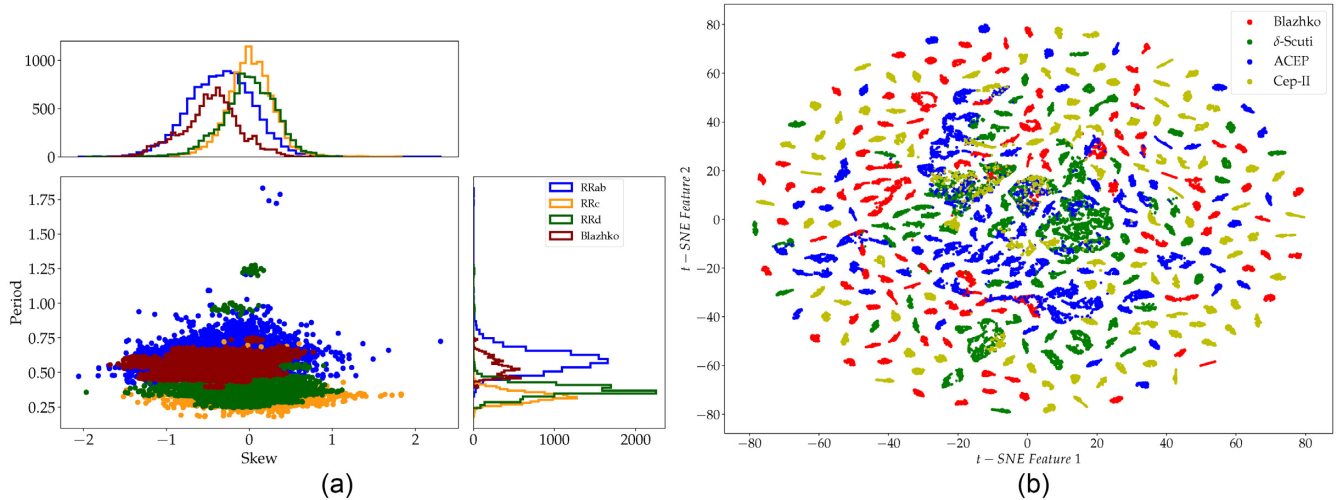 1000
500
0
1.75
1.50
1.25
1.00
0.75
0.50
0.25
Period
−2
−1
0
1
2
Skew
RRab
RRc
RRd
Blazhko
0
1000
2000
(a)
80
60
40
20
0
−20
−40
−60
−80
t − SNE Feature 2
Blazhko
δ-Scuti
ACEP
Cep-II
−80
−60
−40
−20
0
20
40
60
80
t − SNE Feature 1
(b)